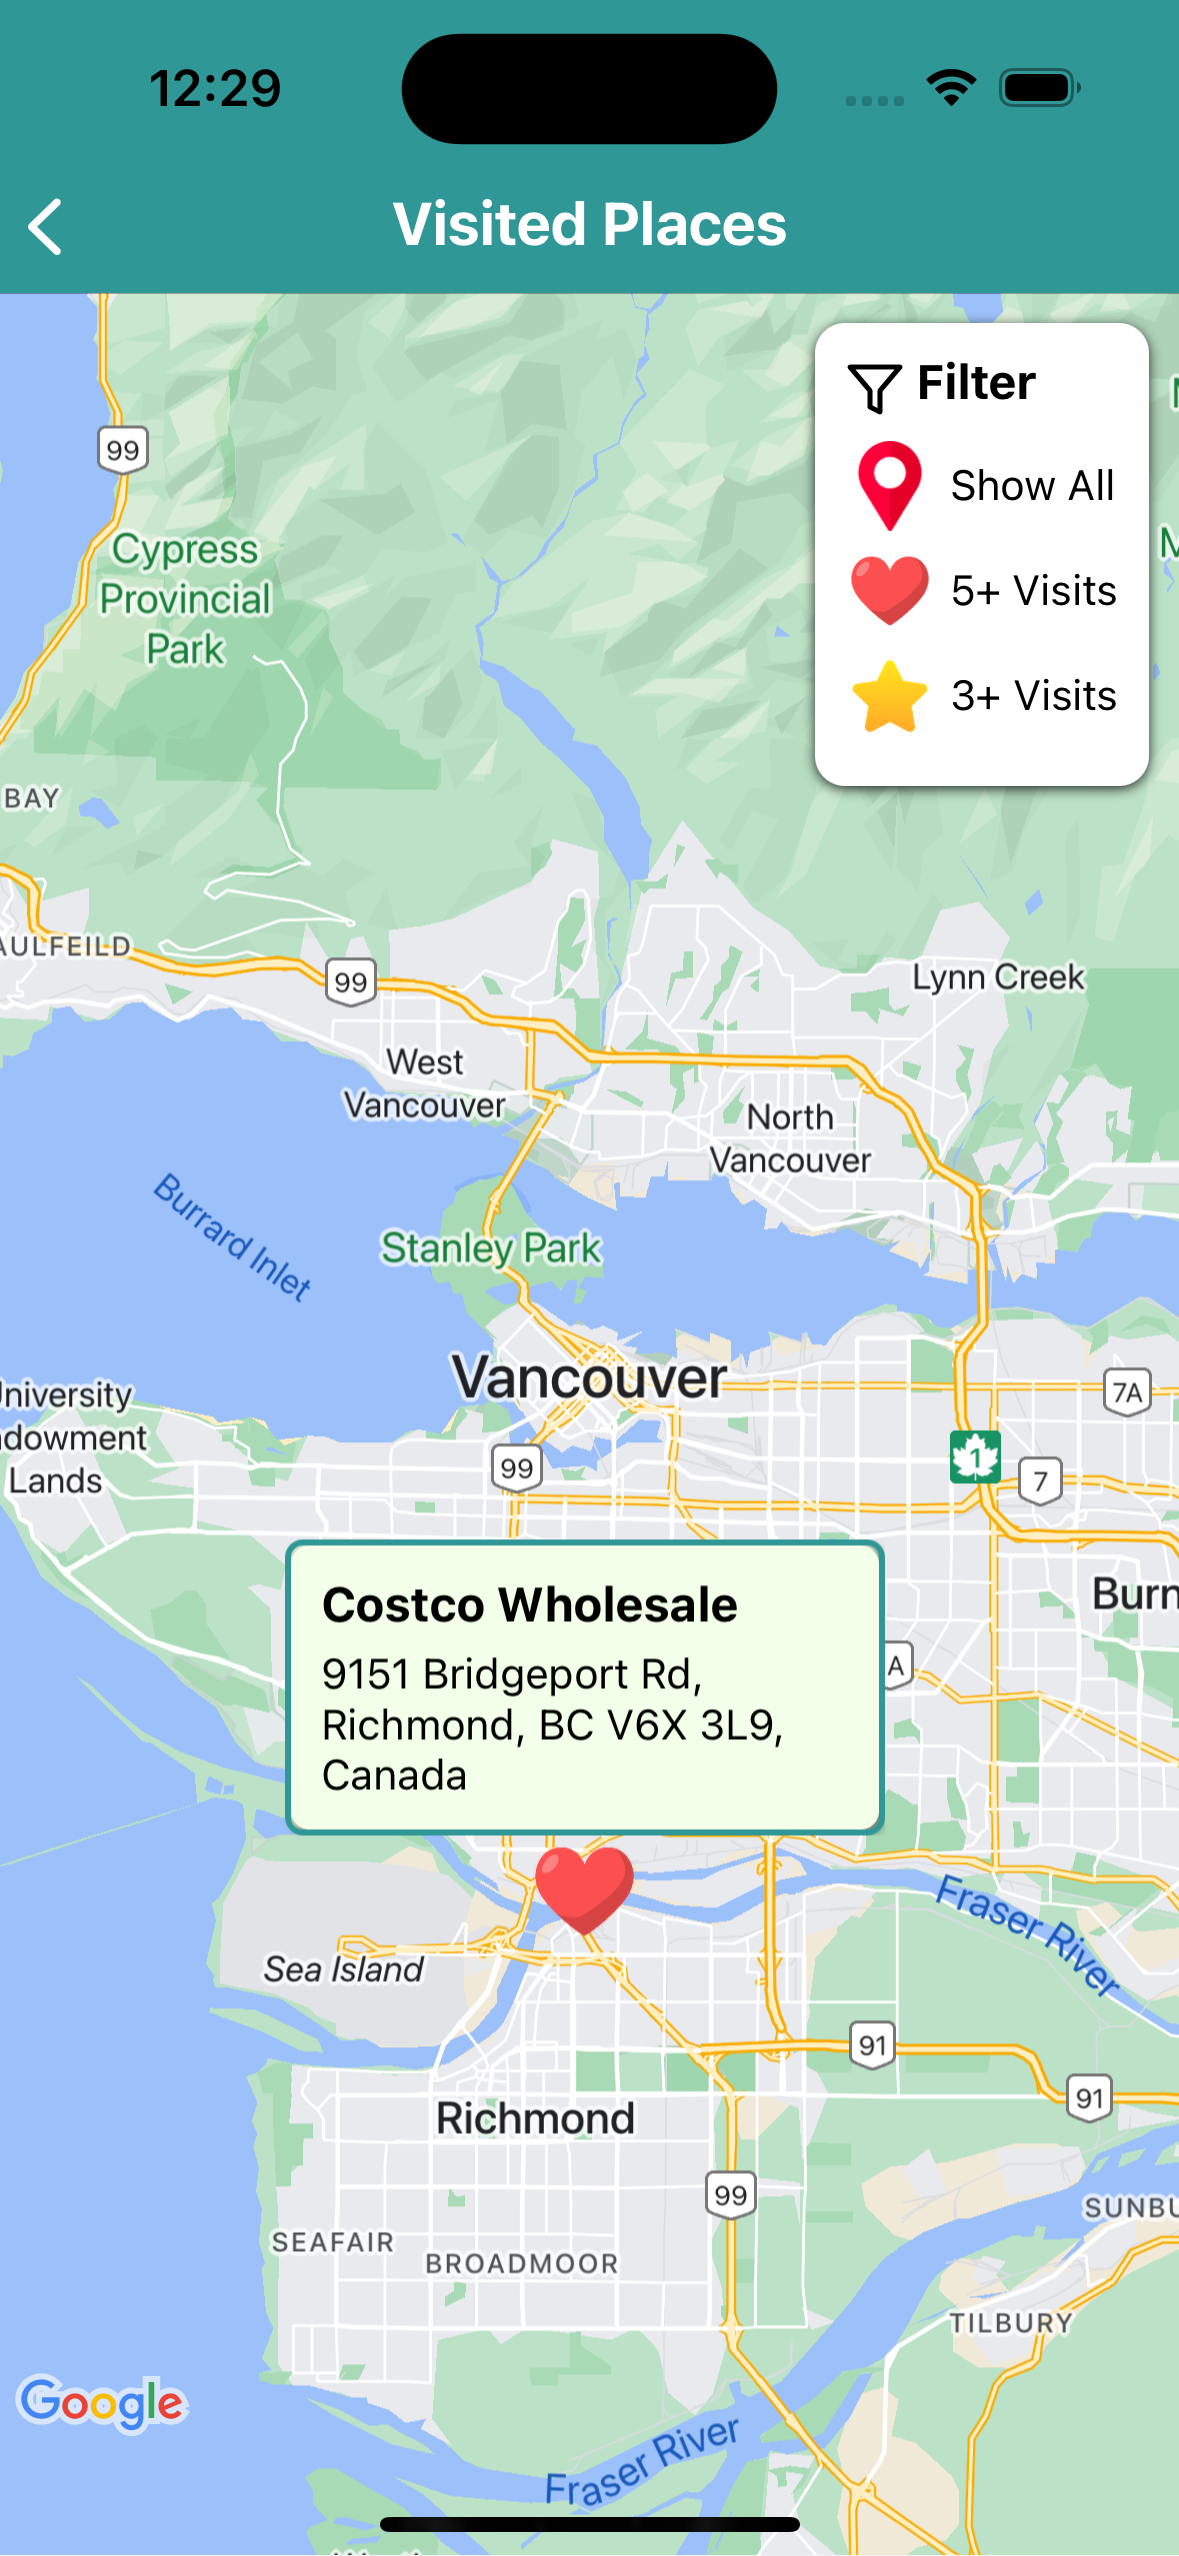 12:29
Visited Places
Filter
Show All
5+ Visits
3+ Visits
99
Cypress
Provincial
Park
BAY
AULFEILD
99
Lynn Creek
West
Vancouver
North
Vancouver
Burrard Inlet
Stanley Park
Vancouver
7A
niversity
dowment
Lands
99
1
7
Burn
Costco Wholesale
9151 Bridgeport Rd,
Richmond, BC V6X 3L9,
Canada
A
Fraser River
Sea Island
91
91
Richmond
99
SUNBU
SEAFAIR
BROADMOOR
TILBURY
Google
Fraser River